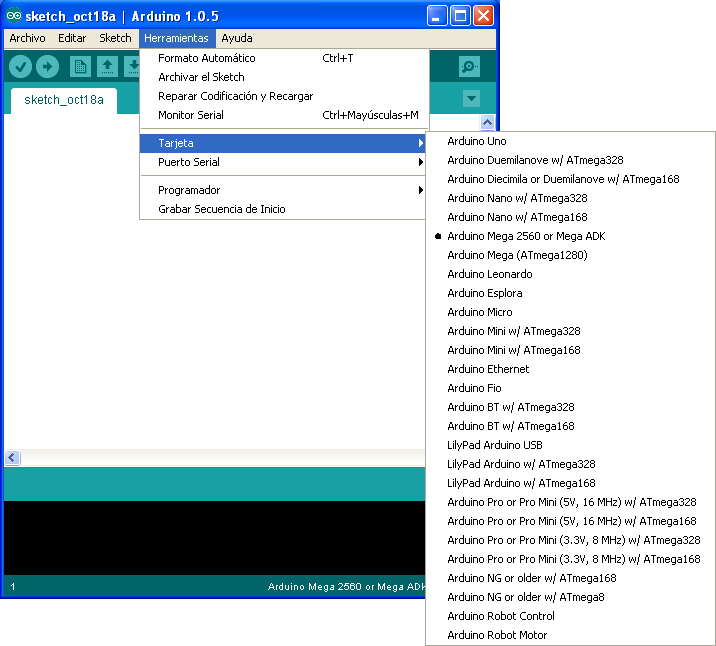 sketch_oct18a | Arduino 1.0.5
Archivo Editar Sketch Herramientas Ayuda
Formato Automático Ctrl+T
Archivar el Sketch
Reparar Codificación y Recargar
Monitor Serial Ctrl+Mayúsculas+M
Tarjeta
Puerto Serial
Programador
Grabar Secuencia de Inicio
sketch_oct18a
Arduino Uno
Arduino Duemilanove w/ ATmega328
Arduino Diecimila or Duemilanove w/ ATmega168
Arduino Nano w/ ATmega328
Arduino Nano w/ ATmega168
Arduino Mega 2560 or Mega ADK
Arduino Mega (ATmega1280)
Arduino Leonardo
Arduino Esplora
Arduino Micro
Arduino Mini w/ ATmega328
Arduino Mini w/ ATmega168
Arduino Ethernet
Arduino Fio
Arduino BT w/ ATmega328
Arduino BT w/ ATmega168
LilyPad Arduino USB
LilyPad Arduino w/ ATmega328
LilyPad Arduino w/ ATmega168
Arduino Pro or Pro Mini (5V, 16 MHz) w/ ATmega328
Arduino Pro or Pro Mini (5V, 16 MHz) w/ ATmega168
Arduino Pro or Pro Mini (3.3V, 8 MHz) w/ ATmega328
Arduino Pro or Pro Mini (3.3V, 8 MHz) w/ ATmega168
Arduino NG or older w/ ATmega168
Arduino NG or older w/ ATmega8
Arduino Robot Control
Arduino Robot Motor
1 Arduino Mega 2560 or Mega ADK